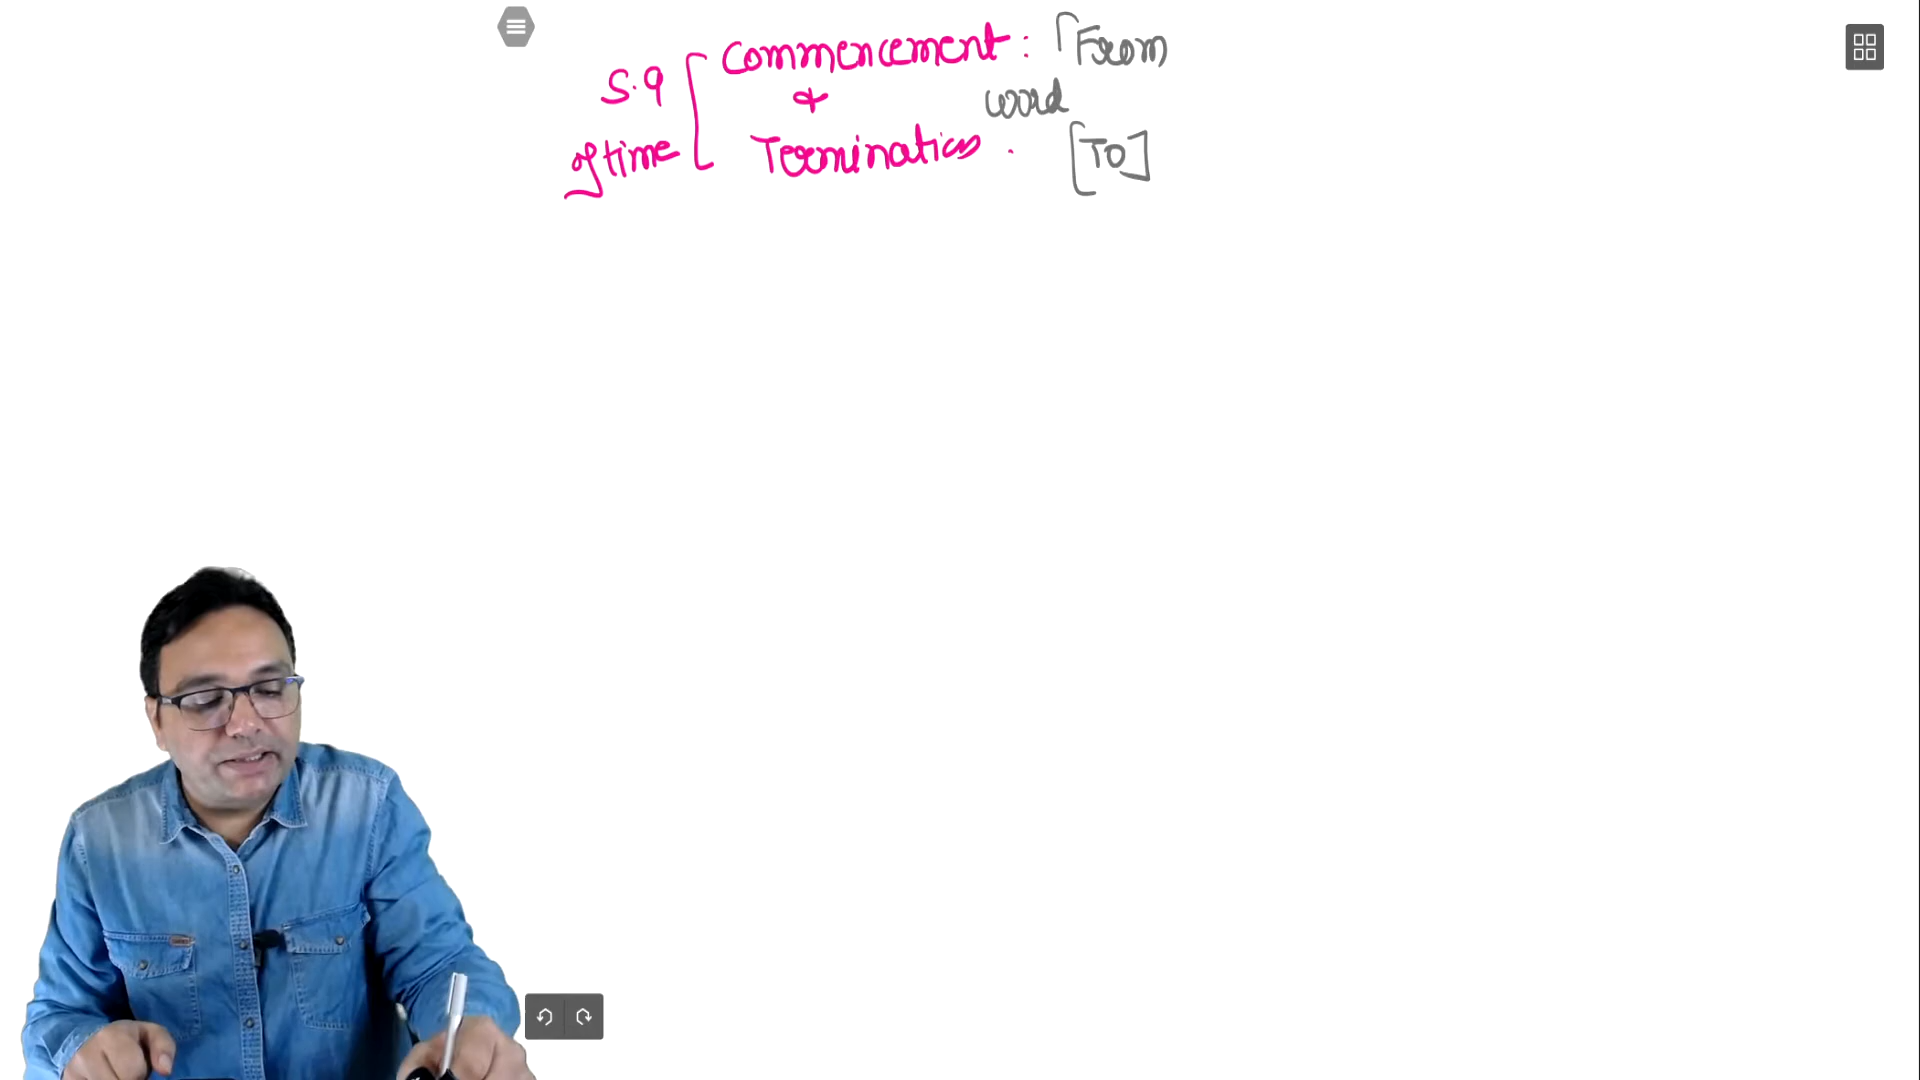 S.9
of time
Commencement : [From
&
word
Termination . [To]